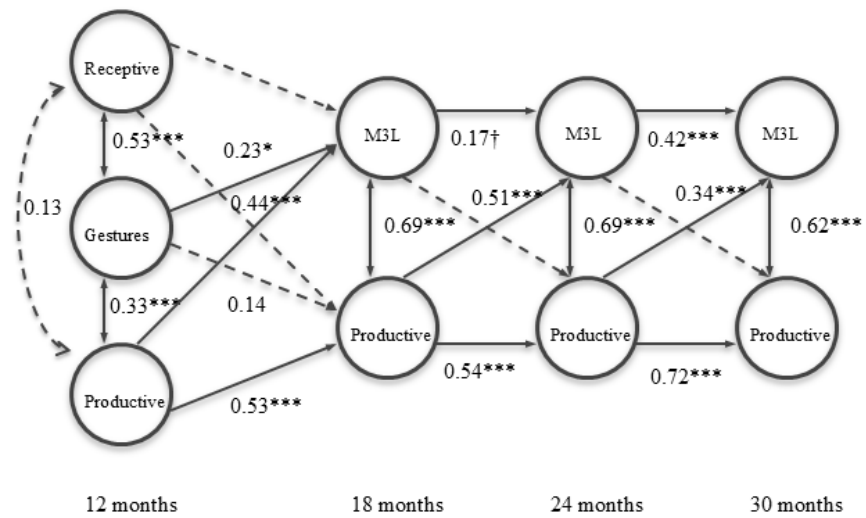 Receptive
0.53***
0.23*
M3L
0.17†
M3L
0.42***
M3L
0.13
0.44***
0.51***
0.34***
Gestures
0.69***
0.69***
0.62***
0.33***
0.14
Productive
Productive
Productive
Productive
0.53***
0.54***
0.72***
12 months
18 months
24 months
30 months